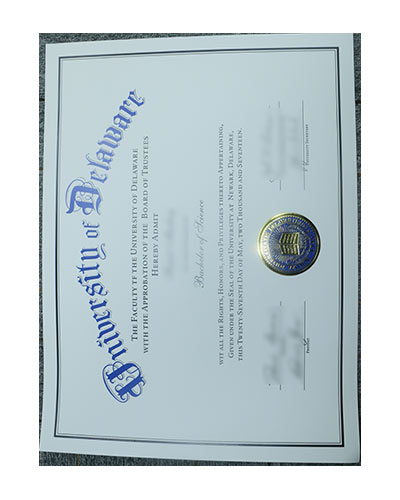 University of Delaware
THE FACULTY TF THE UNIVERSITY OF DELAWARE
WITH THE APPROBATION OF THE BOARD OF TRUSTEES
HEREBY ADMIT
Bachelor of Science
WIT ALL THE RIGHTS, HONORS, AND PRIVILEGES THERETO APPERTAINING,
GIVEN UNDER THE SEAL OF THE UNIVERSITY AT NEWARK, DELAWARE,
THIS TWENTY-SEVENTH DAY OF MAY, TWO THOUSAND AND SEVENTEEN.
President